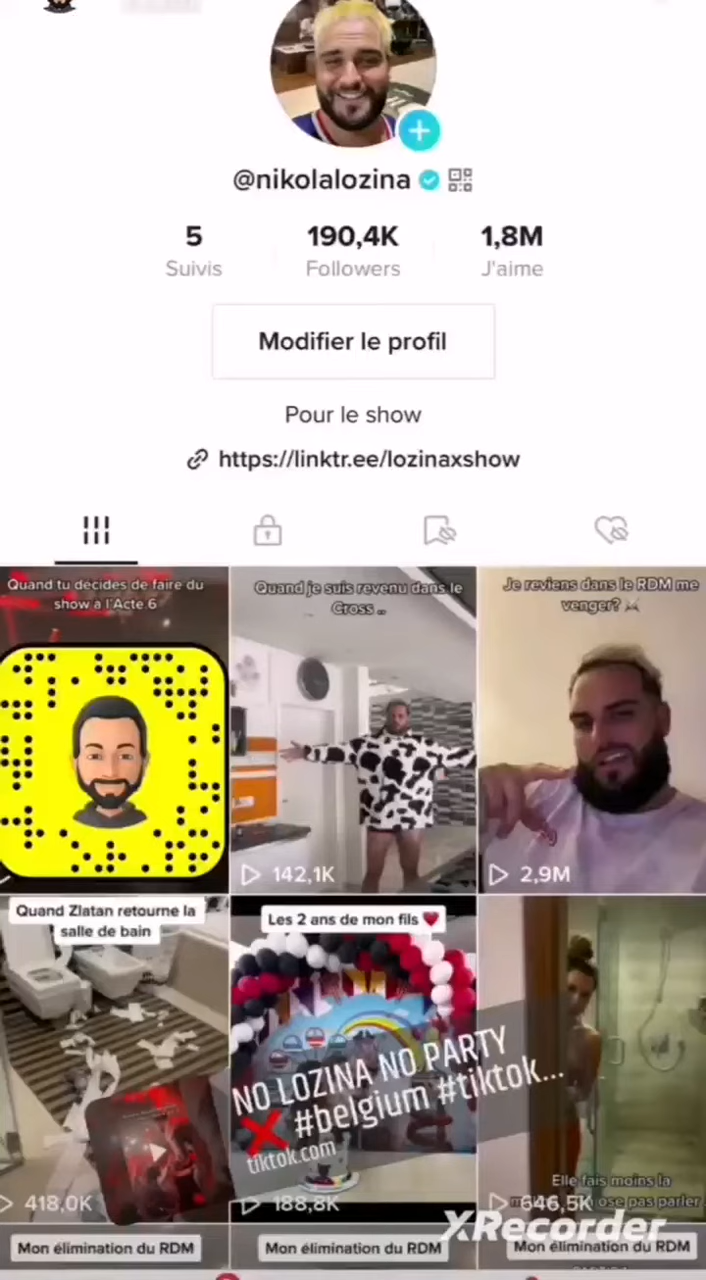 @nikolalozina
5
Suivis
190,4K
Followers
1,8M
J'aime
Modifier le profil
Pour le show
https://linktr.ee/lozinaxshow
Quand tu décides de faire du
show à l'Acte 6
Quand je suis revenu dans le
Cross ..
142,1K
Je reviens dans le RDM me
venger?
2,9M
Quand Zlatan retourne la
salle de bain
418,0K
Les 2 ans de mon fils
188,8K
NO LOZINA NO PARTY
#belgium #tiktok...
tiktok.com
Elle fais moins la
ose pas parler
646,5K
XRecorder
Mon élimination du RDM
Mon élimination du RDM
Mon élimination du RDM